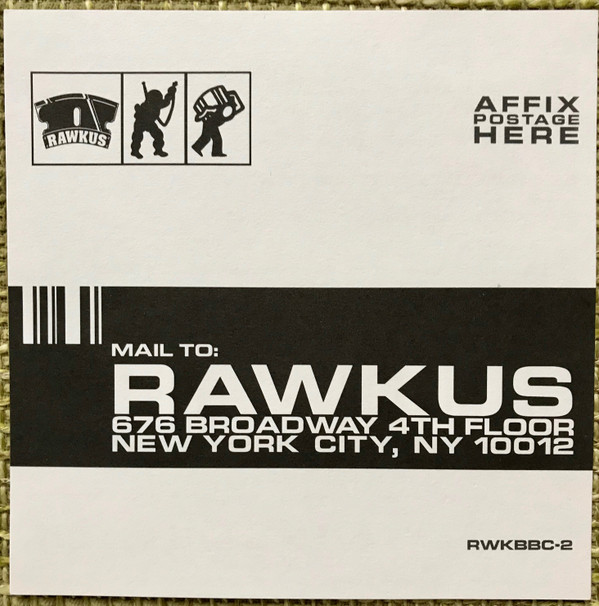 RAWKUS
AFFIX
POSTAGE
HERE
MAIL TO:
RAWKUS
676 BROADWAY 4TH FLOOR
NEW YORK CITY, NY 10012
RWKBBC-2